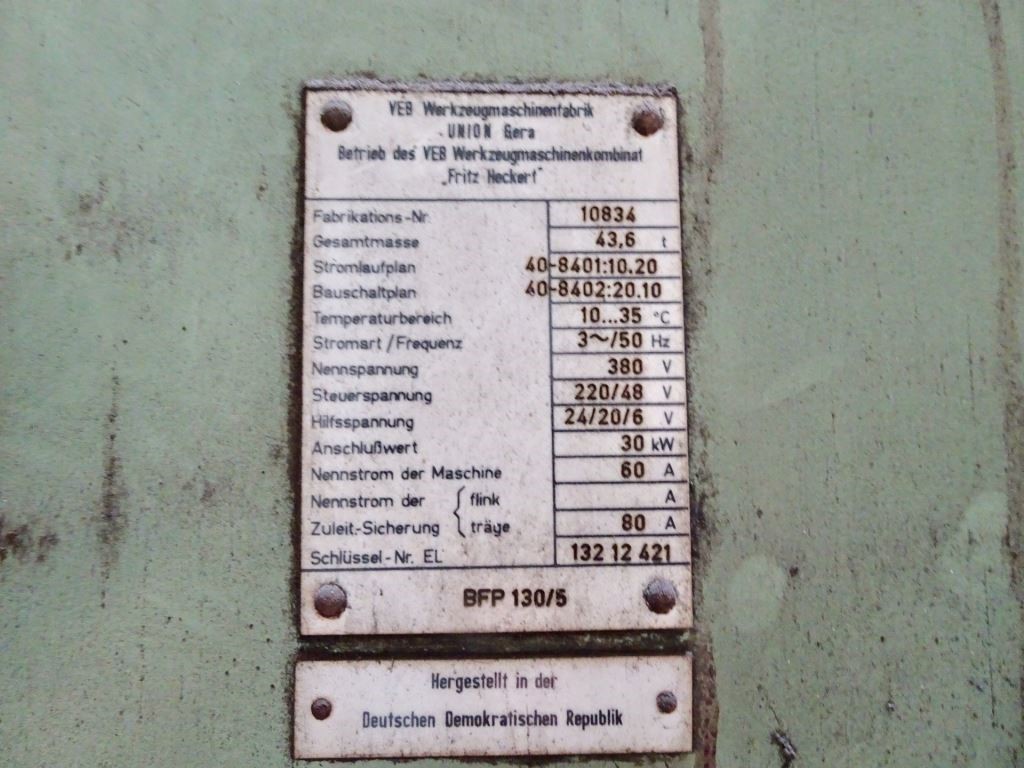 VEB Werkzeugmaschinenfabrik
UNION Gera
Betrieb des VEB Werkzeugmaschinenkombinat
„Fritz Heckert"
Fabrikations-Nr. 10834
Gesamtmasse 43,6 t
Stromlaufplan 40-8401:10.20
Bauschaltplan 40-8402:20.10
Temperaturbereich 10...35 °C
Stromart/Frequenz 3~/50 Hz
Nennspannung 380 V
Steuerspannung 220/48 V
Hilfsspannung 24/20/6 V
Anschlußwert 30 kW
Nennstrom der Maschine 60 A
Nennstrom der { flink A
Zuleit.-Sicherung { träge 80 A
Schlüssel-Nr. EL 132 12 421
BFP 130/5
Hergestellt in der
Deutschen Demokratischen Republik